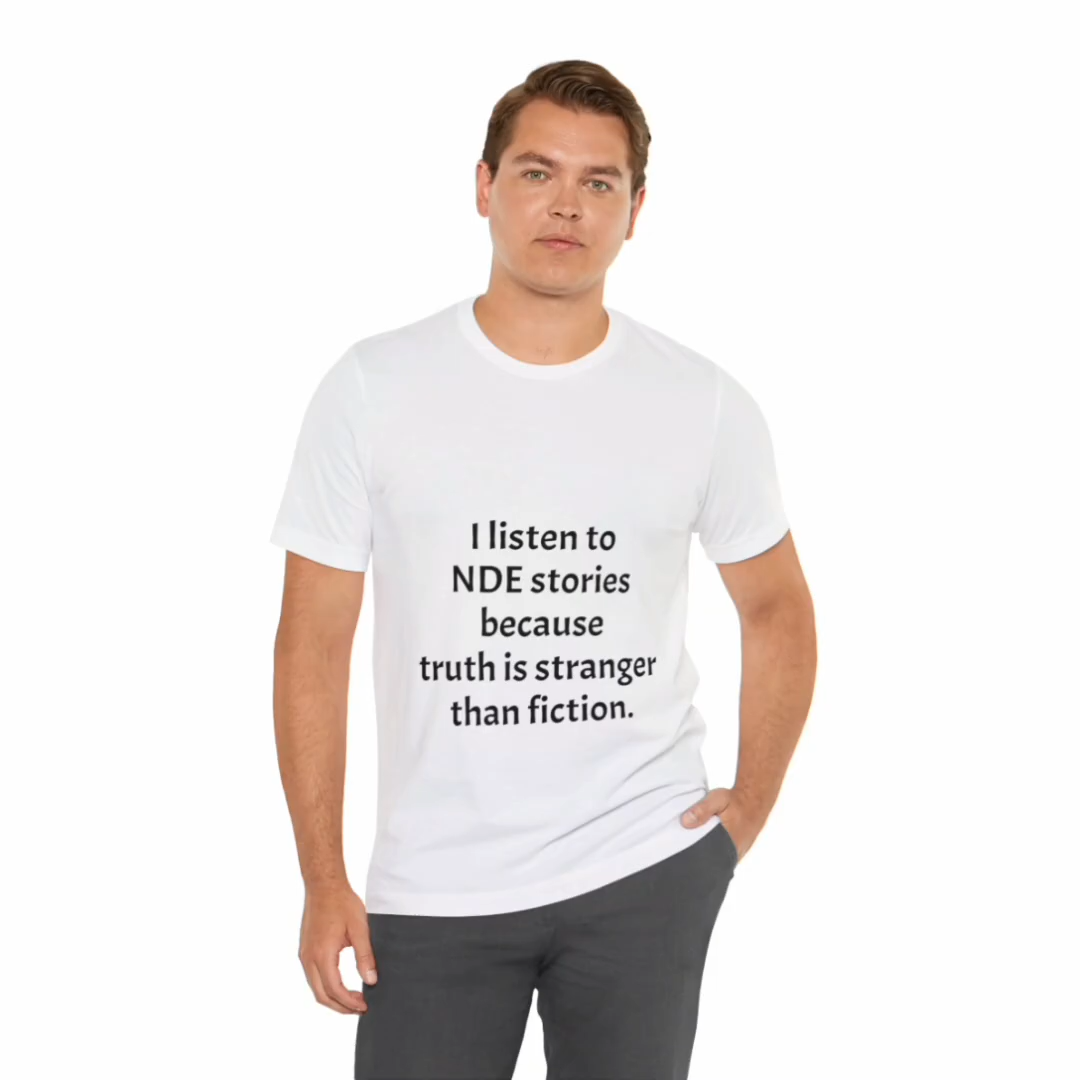 I listen to
NDE stories
because
truth is stranger
than fiction.